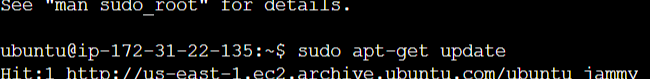 See "man sudo_root" for details.
ubuntu@ip-172-31-22-135:~$ sudo apt-get update
Hit:1 http://us-east-1.ec2.archive.ubuntu.com/ubuntu jammy